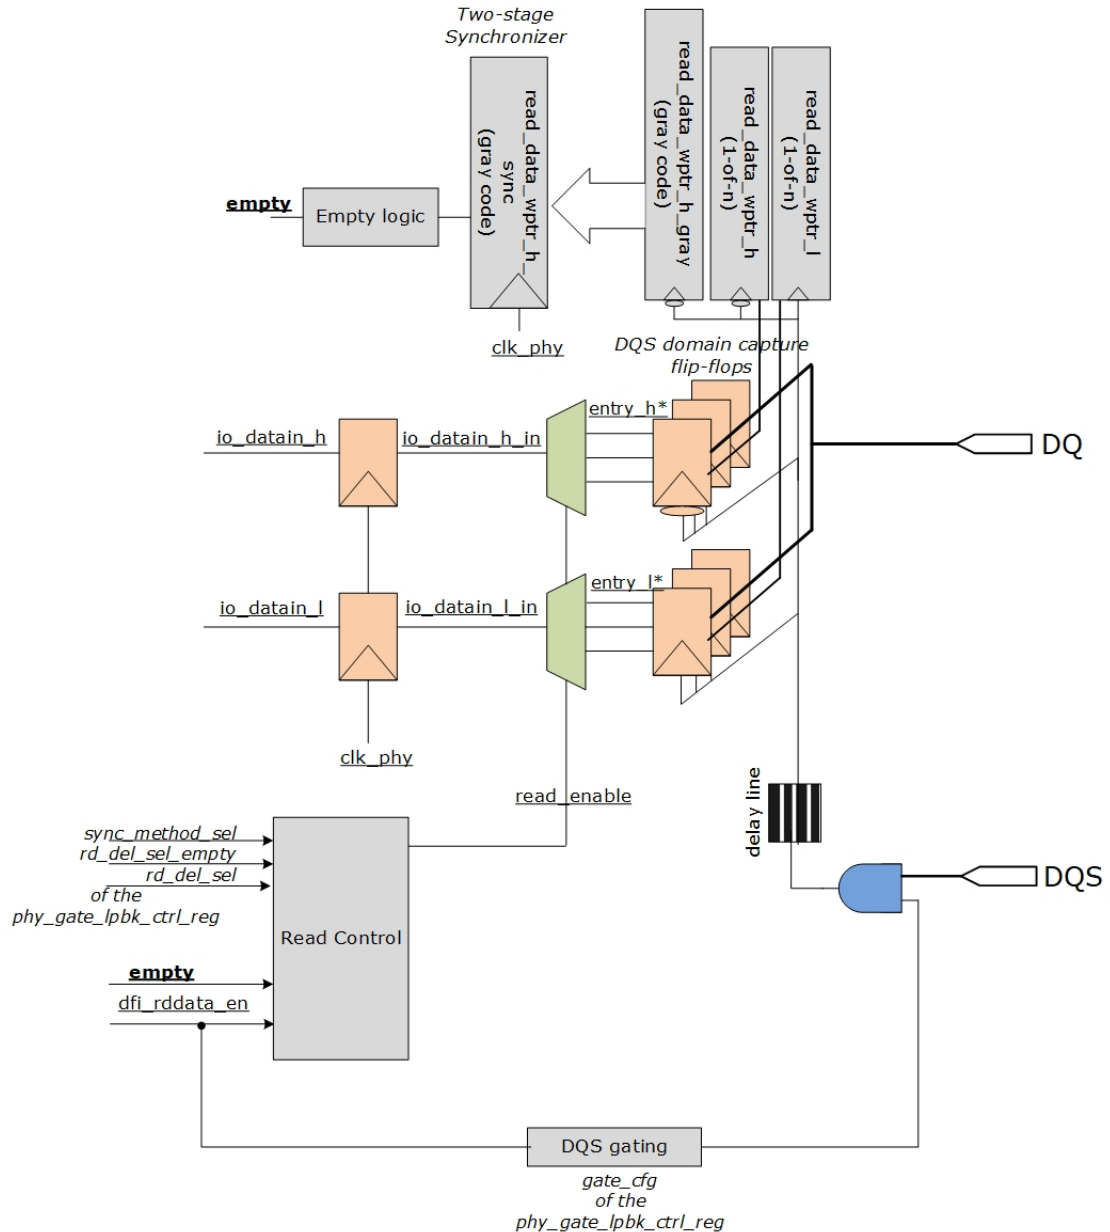 Two-stage
Synchronizer
read_data_wptr_h_
sync
(gray code)
read_data_wptr_h_gray
(gray code)
read_data_wptr_h
(1-of-n)
read_data_wptr_l
(1-of-n)
empty
Empty logic
clk_phy
DQS domain capture
flip-flops
io_datain_h
io_datain_h_in
entry_h*
DQ
io_datain_l
io_datain_l_in
entry_l*
clk_phy
read_enable
delay line
sync_method_sel
rd_del_sel_empty
rd_del_sel
of the
phy_gate_lpbk_ctrl_reg
Read Control
DQS
empty
dfi_rddata_en
DQS gating
gate_cfg
of the
phy_gate_lpbk_ctrl_reg